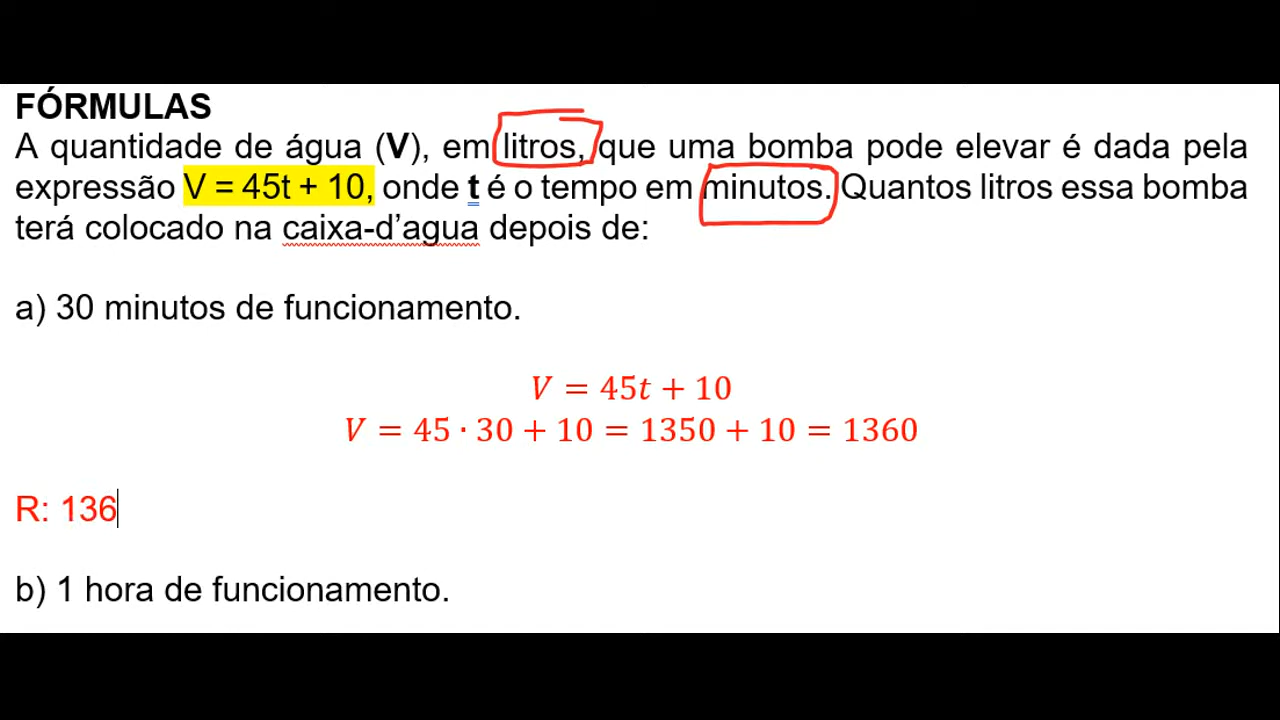 FÓRMULAS
A quantidade de água (V), em litros, que uma bomba pode elevar é dada pela
expressão V = 45t + 10, onde t é o tempo em minutos. Quantos litros essa bomba
terá colocado na caixa-d’agua depois de:
a) 30 minutos de funcionamento.
V = 45t + 10
V = 45 · 30 + 10 = 1350 + 10 = 1360
R: 136
b) 1 hora de funcionamento.